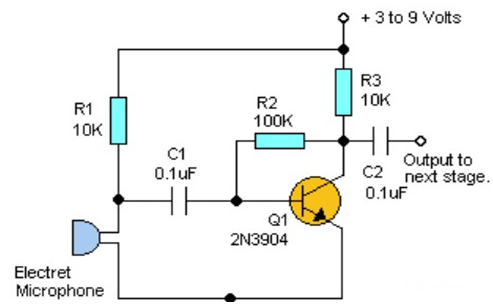 + 3 to 9 Volts
R1
10K
R2
100K
R3
10K
C1
0.1uF
C2
0.1uF
Output to
next stage.
Q1
2N3904
Electret
Microphone